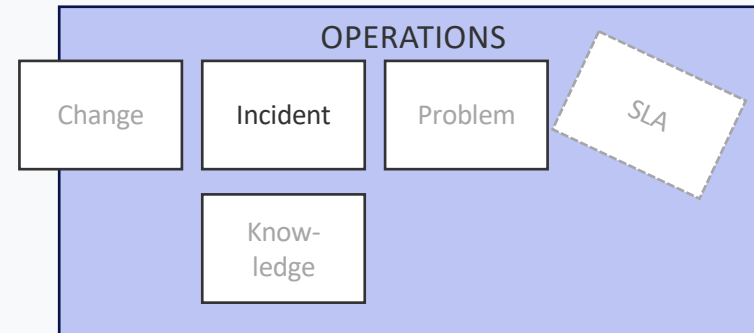 OPERATIONS
Change
Incident
Problem
SLA
Know-
ledge